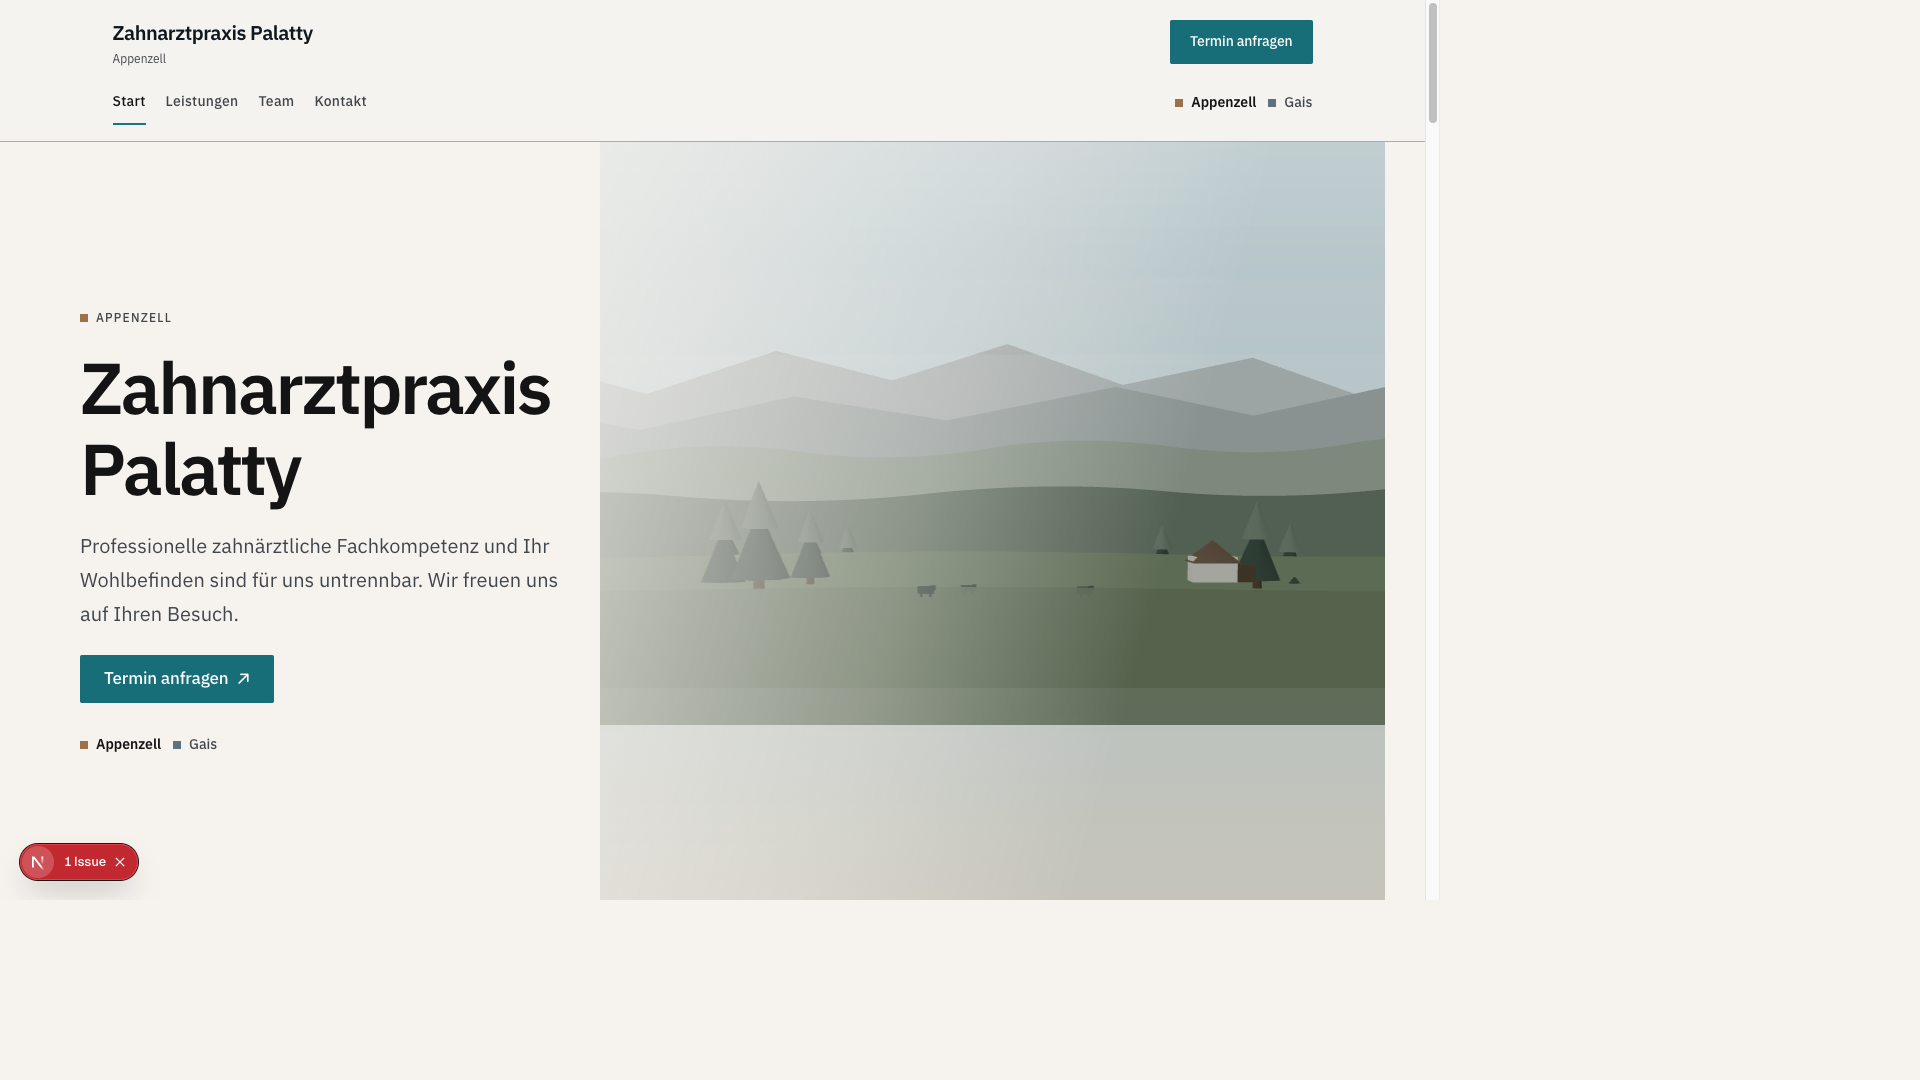 Zahnarztpraxis Palatty
Appenzell
Termin anfragen
Start Leistungen Team Kontakt
Appenzell Gais
APPENZELL
Zahnarztpraxis
Palatty
Professionelle zahnärztliche Fachkompetenz und Ihr
Wohlbefinden sind für uns untrennbar. Wir freuen uns
auf Ihren Besuch.
Termin anfragen
Appenzell Gais
N 1 Issue